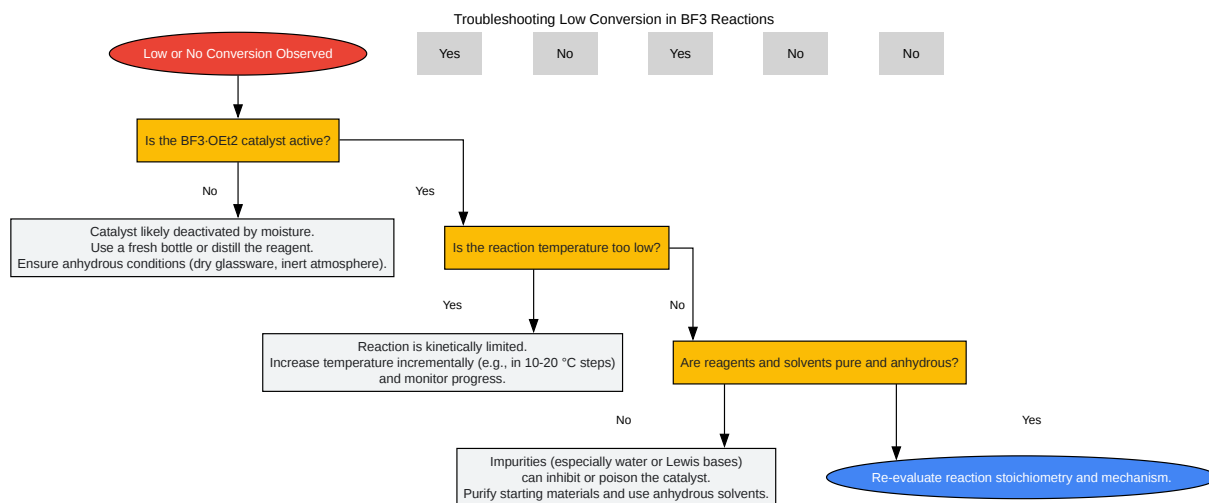 Troubleshooting Low Conversion in BF3 Reactions
Low or No Conversion Observed
Yes
No
Yes
No
No
Is the BF3·OEt2 catalyst active?
No
Yes
Catalyst likely deactivated by moisture.
Use a fresh bottle or distill the reagent.
Ensure anhydrous conditions (dry glassware, inert atmosphere).
Is the reaction temperature too low?
Yes
No
Reaction is kinetically limited.
Increase temperature incrementally (e.g., in 10-20 °C steps)
and monitor progress.
Are reagents and solvents pure and anhydrous?
No
Yes
Impurities (especially water or Lewis bases)
can inhibit or poison the catalyst.
Purify starting materials and use anhydrous solvents.
Re-evaluate reaction stoichiometry and mechanism.